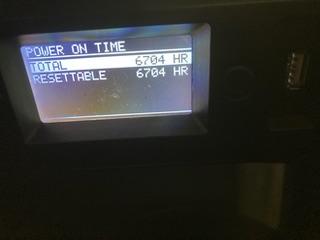 POWER ON TIME
TOTAL 6704 HR
RESETTABLE 6704 HR